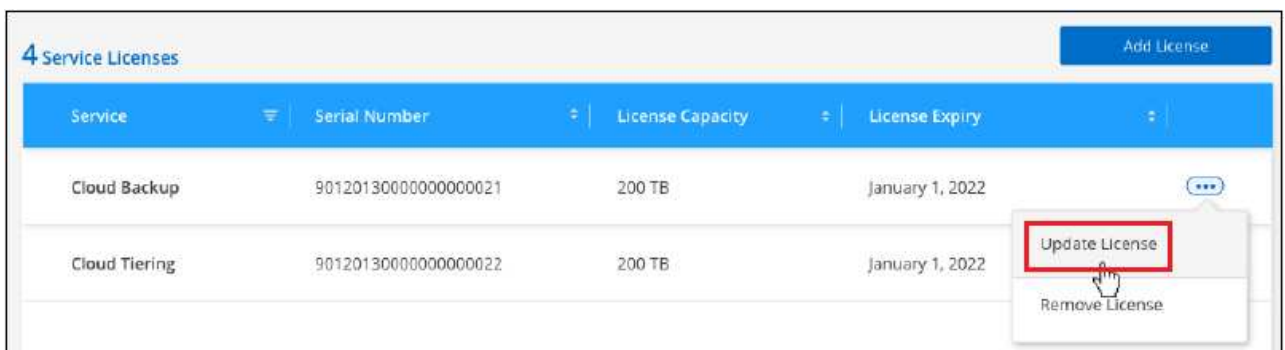 4 Service Licenses
Add License
Service Serial Number License Capacity License Expiry
Cloud Backup 90120130000000000021 200 TB January 1, 2022
Update License
Cloud Tiering 90120130000000000022 200 TB January 1, 2022
Remove License